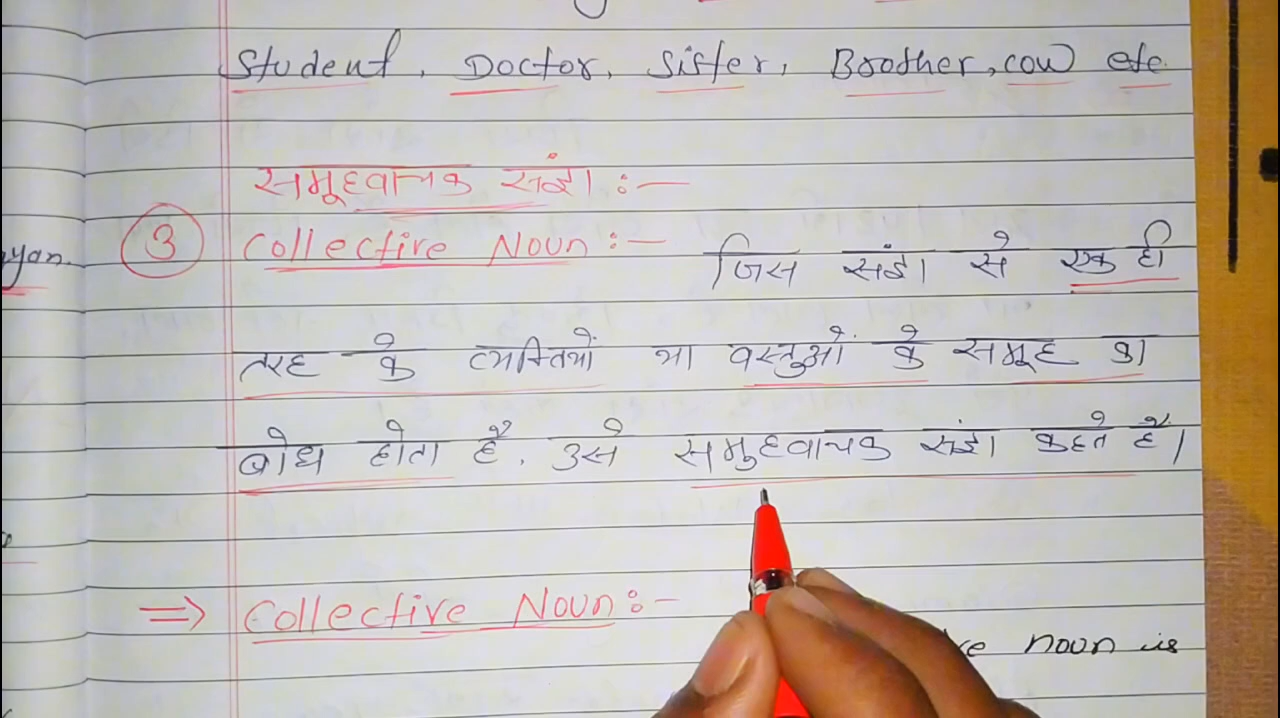 Student, Doctor, Sister, Brother, cow etc.
समूहवाचक संज्ञा :-
③ Collective Noun :- जिस संज्ञा से एक ही
तरह के व्यक्तियों या वस्तुओं के समूह का
बोध होता है, उसे समुहवाचक संज्ञा कहते हैं।
⇒ Collective Noun :-
noun is